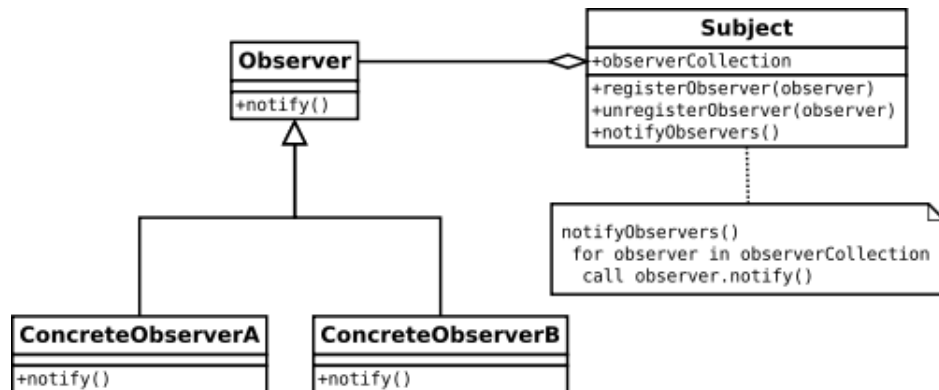 Observer
+notify()
Subject
+observerCollection
+registerObserver(observer)
+unregisterObserver(observer)
+notifyObservers()
notifyObservers()
for observer in observerCollection
call observer.notify()
ConcreteObserverA
+notify()
ConcreteObserverB
+notify()